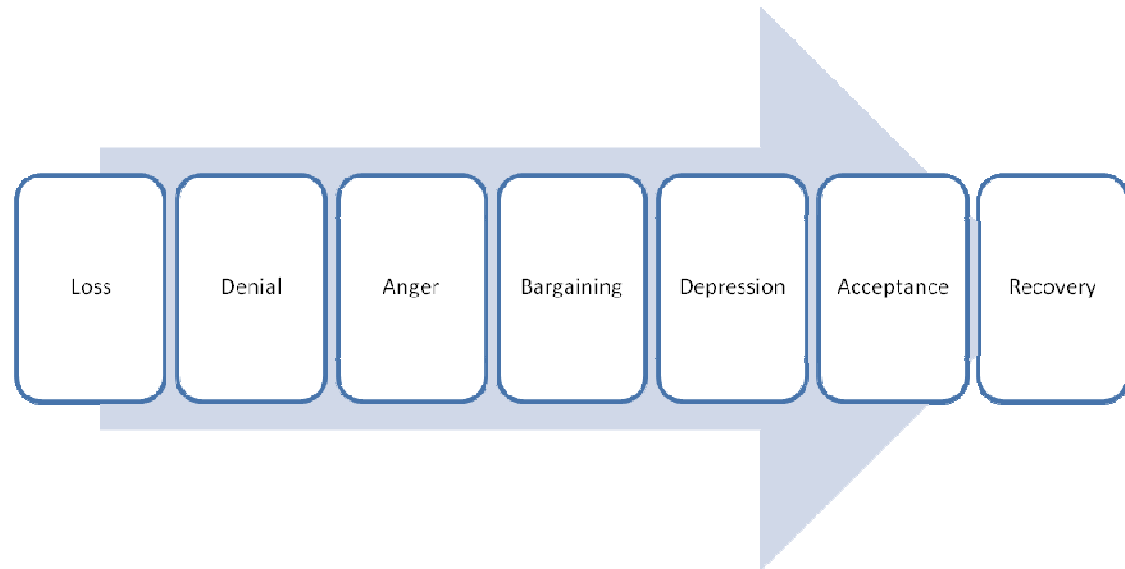 Loss
Denial
Anger
Bargaining
Depression
Acceptance
Recovery